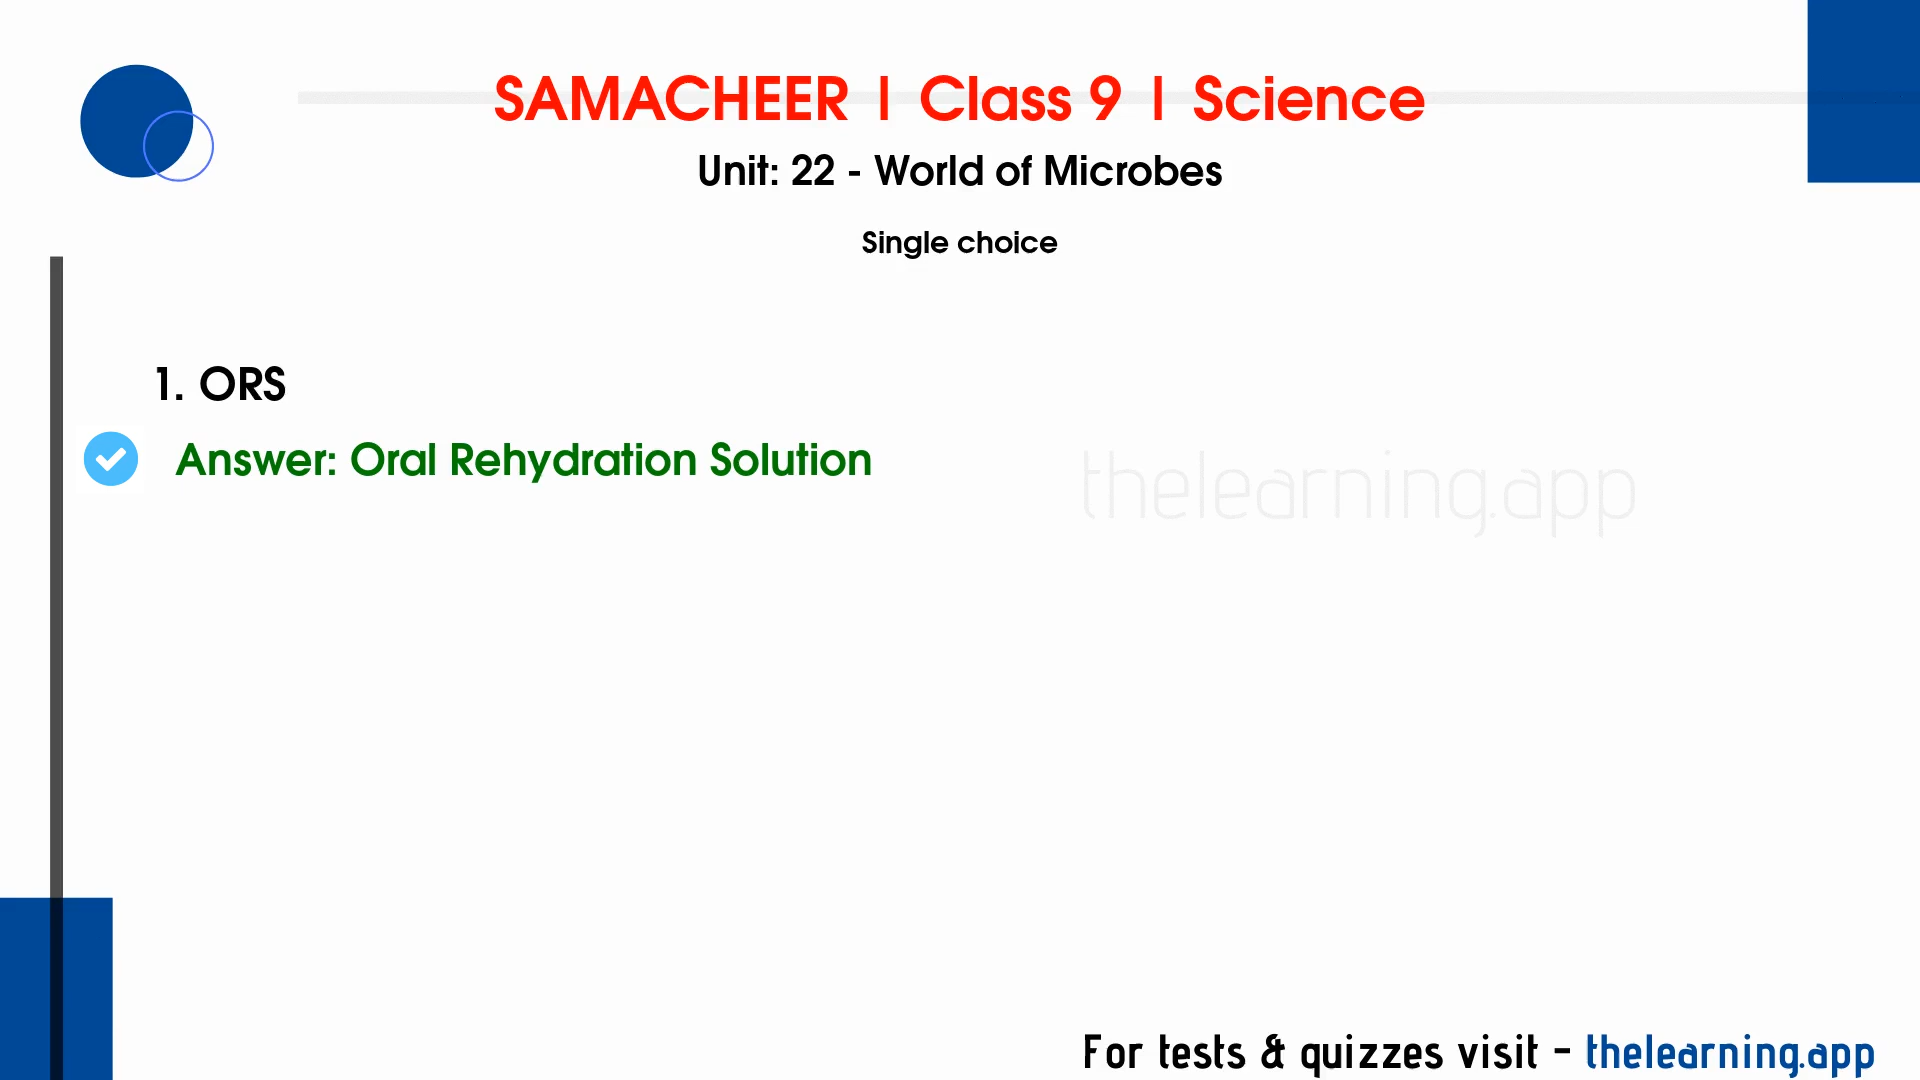 SAMACHEER | Class 9 | Science
Unit: 22 - World of Microbes
Single choice
1. ORS
Answer: Oral Rehydration Solution
thelearning.app
For tests & quizzes visit - thelearning.app